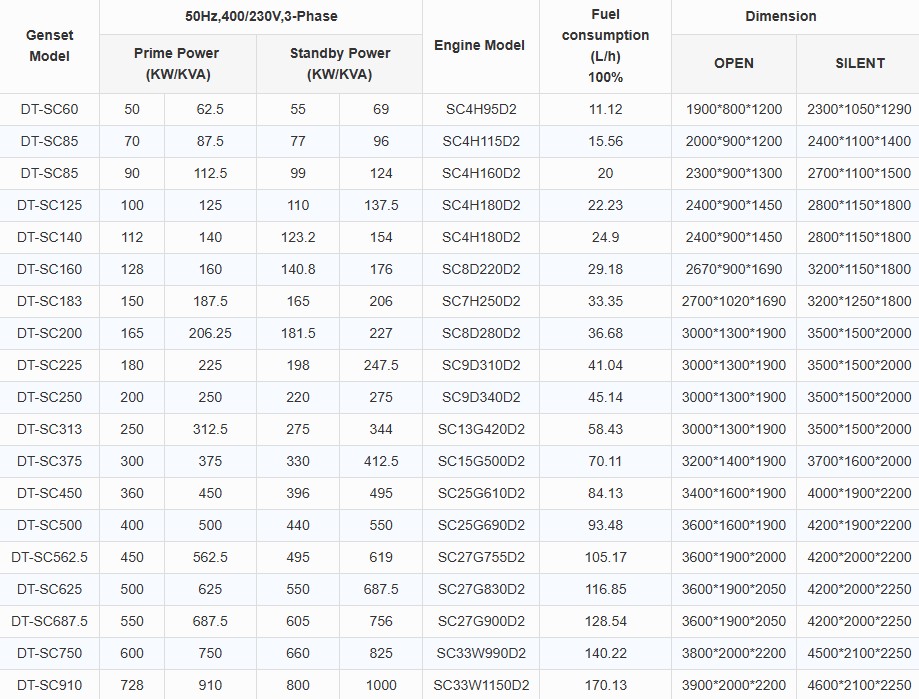 Genset Model 50Hz,400/230V,3-Phase Engine Model Fuel consumption (L/h) 100% Dimension
Prime Power (KW/KVA) Standby Power (KW/KVA) OPEN SILENT
DT-SC60 50 62.5 55 69 SC4H95D2 11.12 1900*800*1200 2300*1050*1290
DT-SC85 70 87.5 77 96 SC4H115D2 15.56 2000*900*1200 2400*1100*1400
DT-SC85 90 112.5 99 124 SC4H160D2 20 2300*900*1300 2700*1100*1500
DT-SC125 100 125 110 137.5 SC4H180D2 22.23 2400*900*1450 2800*1150*1800
DT-SC140 112 140 123.2 154 SC4H180D2 24.9 2400*900*1450 2800*1150*1800
DT-SC160 128 160 140.8 176 SC8D220D2 29.18 2670*900*1690 3200*1150*1800
DT-SC183 150 187.5 165 206 SC7H250D2 33.35 2700*1020*1690 3200*1250*1800
DT-SC200 165 206.25 181.5 227 SC8D280D2 36.68 3000*1300*1900 3500*1500*2000
DT-SC225 180 225 198 247.5 SC9D310D2 41.04 3000*1300*1900 3500*1500*2000
DT-SC250 200 250 220 275 SC9D340D2 45.14 3000*1300*1900 3500*1500*2000
DT-SC313 250 312.5 275 344 SC13G420D2 58.43 3000*1300*1900 3500*1500*2000
DT-SC375 300 375 330 412.5 SC15G500D2 70.11 3200*1400*1900 3700*1600*2000
DT-SC450 360 450 396 495 SC25G610D2 84.13 3400*1600*1900 4000*1900*2200
DT-SC500 400 500 440 550 SC25G690D2 93.48 3600*1600*1900 4200*1900*2200
DT-SC562.5 450 562.5 495 619 SC27G755D2 105.17 3600*1900*2000 4200*2000*2200
DT-SC625 500 625 550 687.5 SC27G830D2 116.85 3600*1900*2050 4200*2000*2250
DT-SC687.5 550 687.5 605 756 SC27G900D2 128.54 3600*1900*2050 4200*2000*2250
DT-SC750 600 750 660 825 SC33W990D2 140.22 3800*2000*2200 4500*2100*2250
DT-SC910 728 910 800 1000 SC33W1150D2 170.13 3900*2000*2200 4600*2100*2250